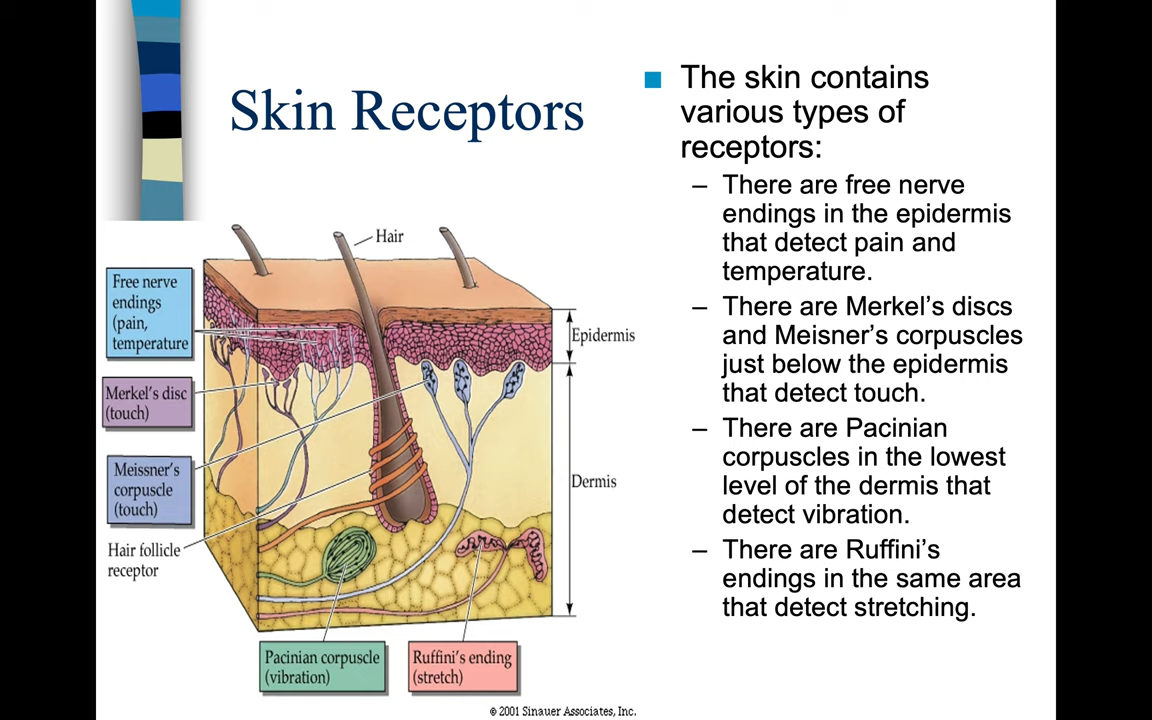 Skin Receptors
The skin contains
various types of
receptors:
– There are free nerve
endings in the epidermis
that detect pain and
temperature.
– There are Merkel’s discs
and Meisner’s corpuscles
just below the epidermis
that detect touch.
– There are Pacinian
corpuscles in the lowest
level of the dermis that
detect vibration.
– There are Ruffini’s
endings in the same area
that detect stretching.
Hair
Free nerve
endings
(pain,
temperature
Epidermis
Merkel’s disc
(touch)
Meissner’s
corpuscle
(touch)
Dermis
Hair follicle
receptor
Pacinian corpuscle
(vibration)
Ruffini’s ending
(stretch)
© 2001 Sinauer Associates, Inc.